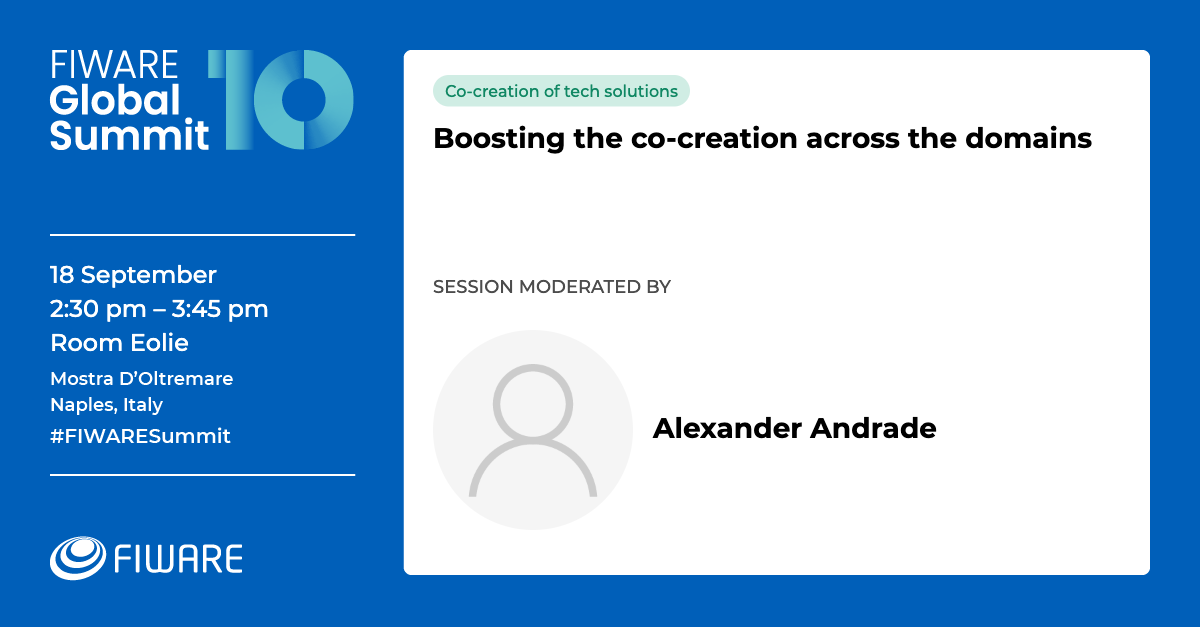 FIWARE
Global
Summit
10
18 September
2:30 pm – 3:45 pm
Room Eolie
Mostra D’Oltremare
Naples, Italy
#FIWARESummit
FIWARE
Co-creation of tech solutions
Boosting the co-creation across the domains
SESSION MODERATED BY
Alexander Andrade